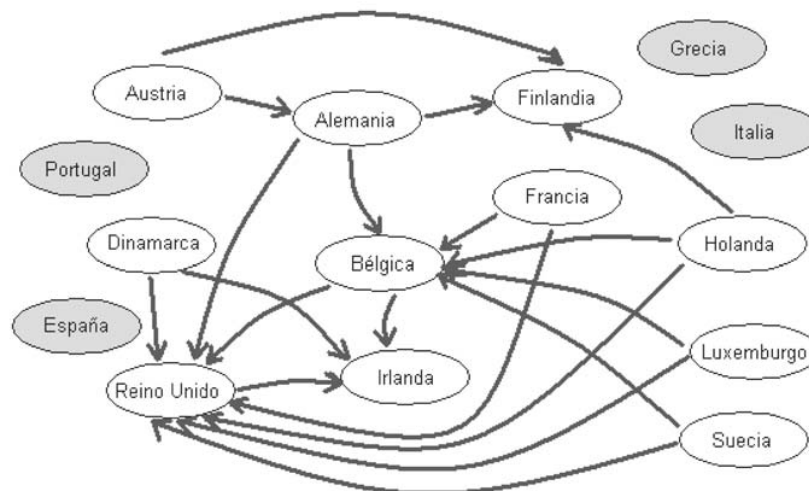 Grecia
Austria
Finlandia
Alemania
Italia
Portugal
Francia
Dinamarca
Holanda
Bélgica
España
Luxemburgo
Irlanda
Reino Unido
Suecia